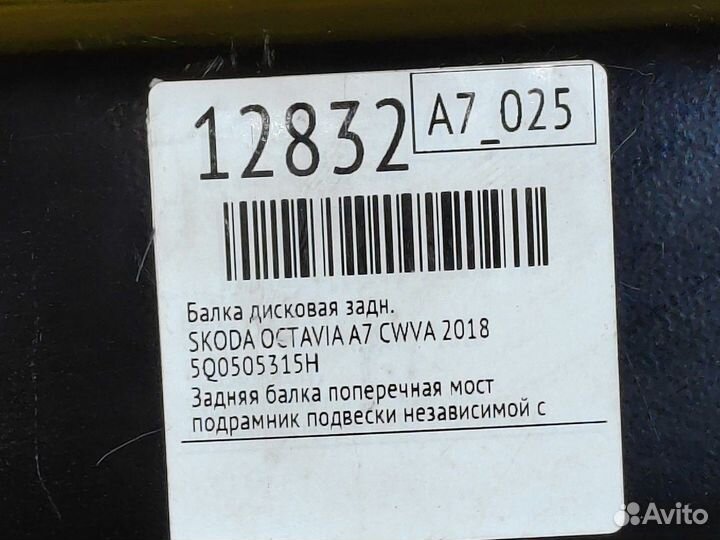 12832
A7_025
Балка дисковая задн.
SKODA OCTAVIA A7 CWVA 2018
5Q0505315H
Задняя балка поперечная мост
подрамник подвески независимой с
Avito